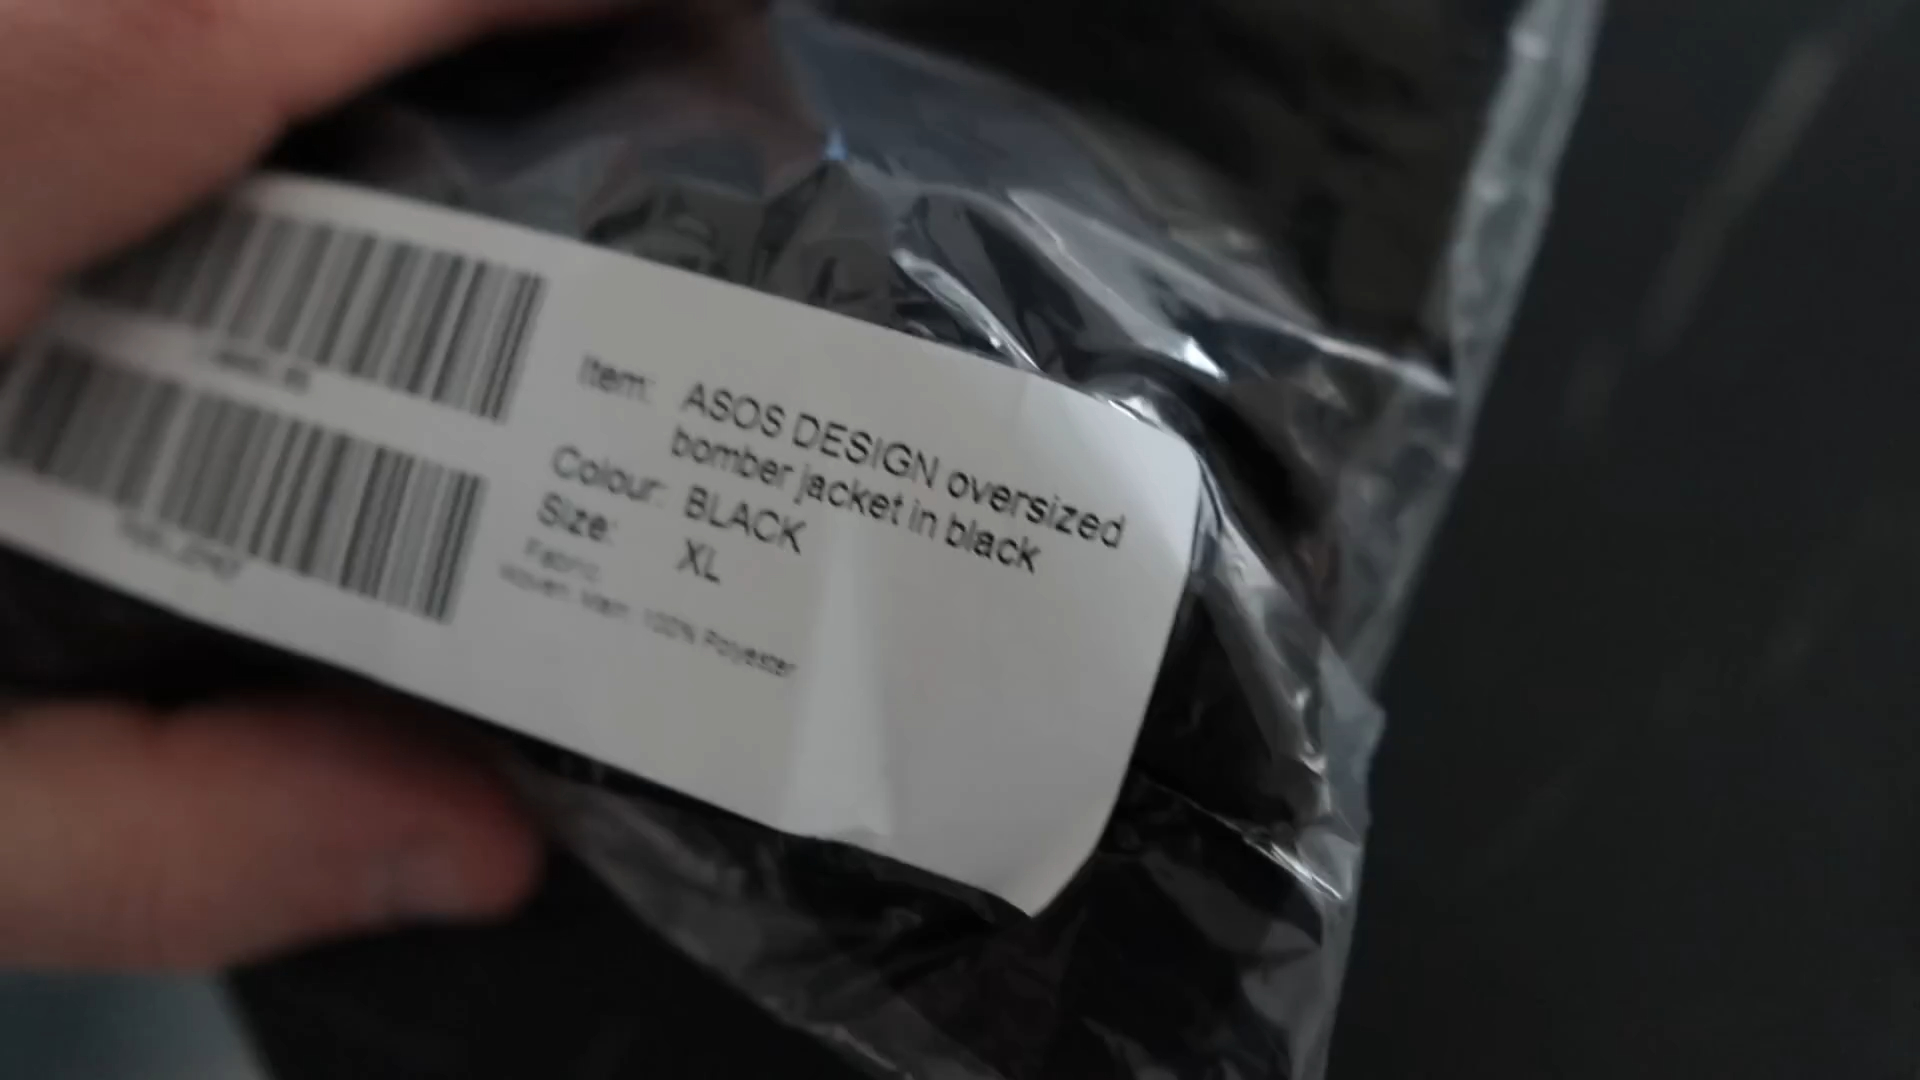 Item: ASOS DESIGN oversized
bomber jacket in black
Colour: BLACK
Size: XL
Fabric:
Woven Main: 100% Polyester